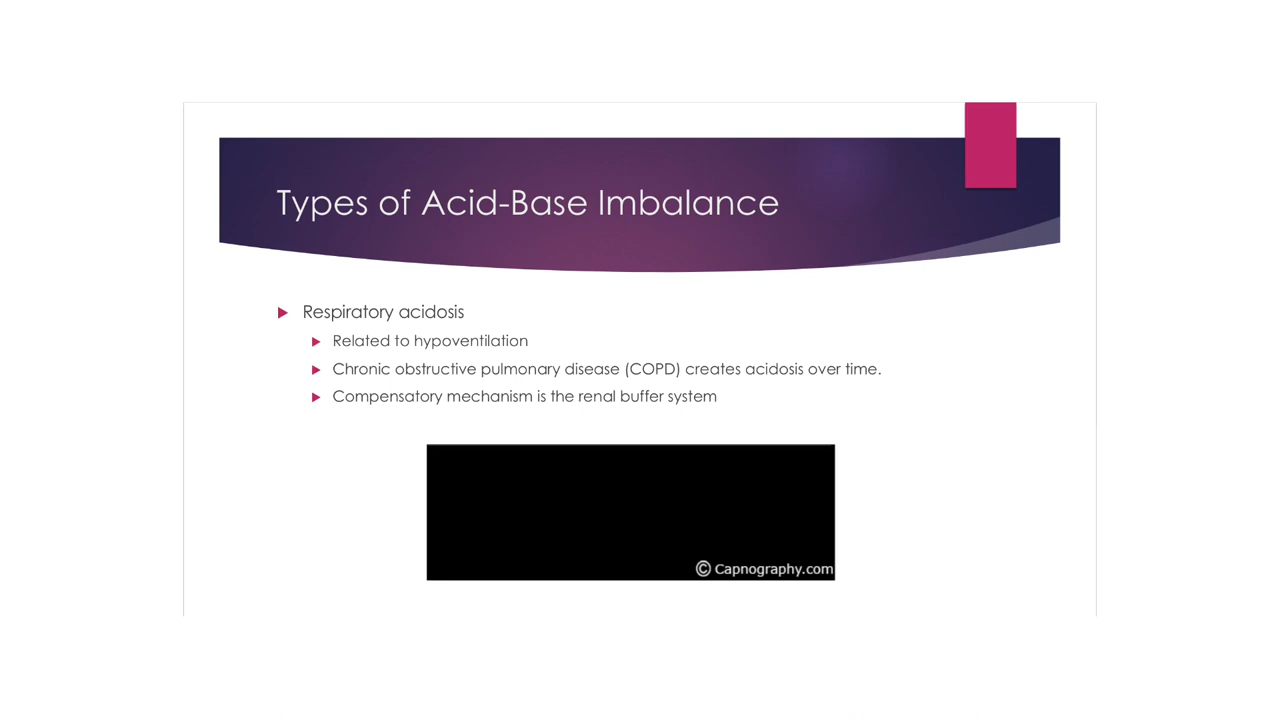 Types of Acid-Base Imbalance
Respiratory acidosis
Related to hypoventilation
Chronic obstructive pulmonary disease (COPD) creates acidosis over time.
Compensatory mechanism is the renal buffer system
© Capnography.com